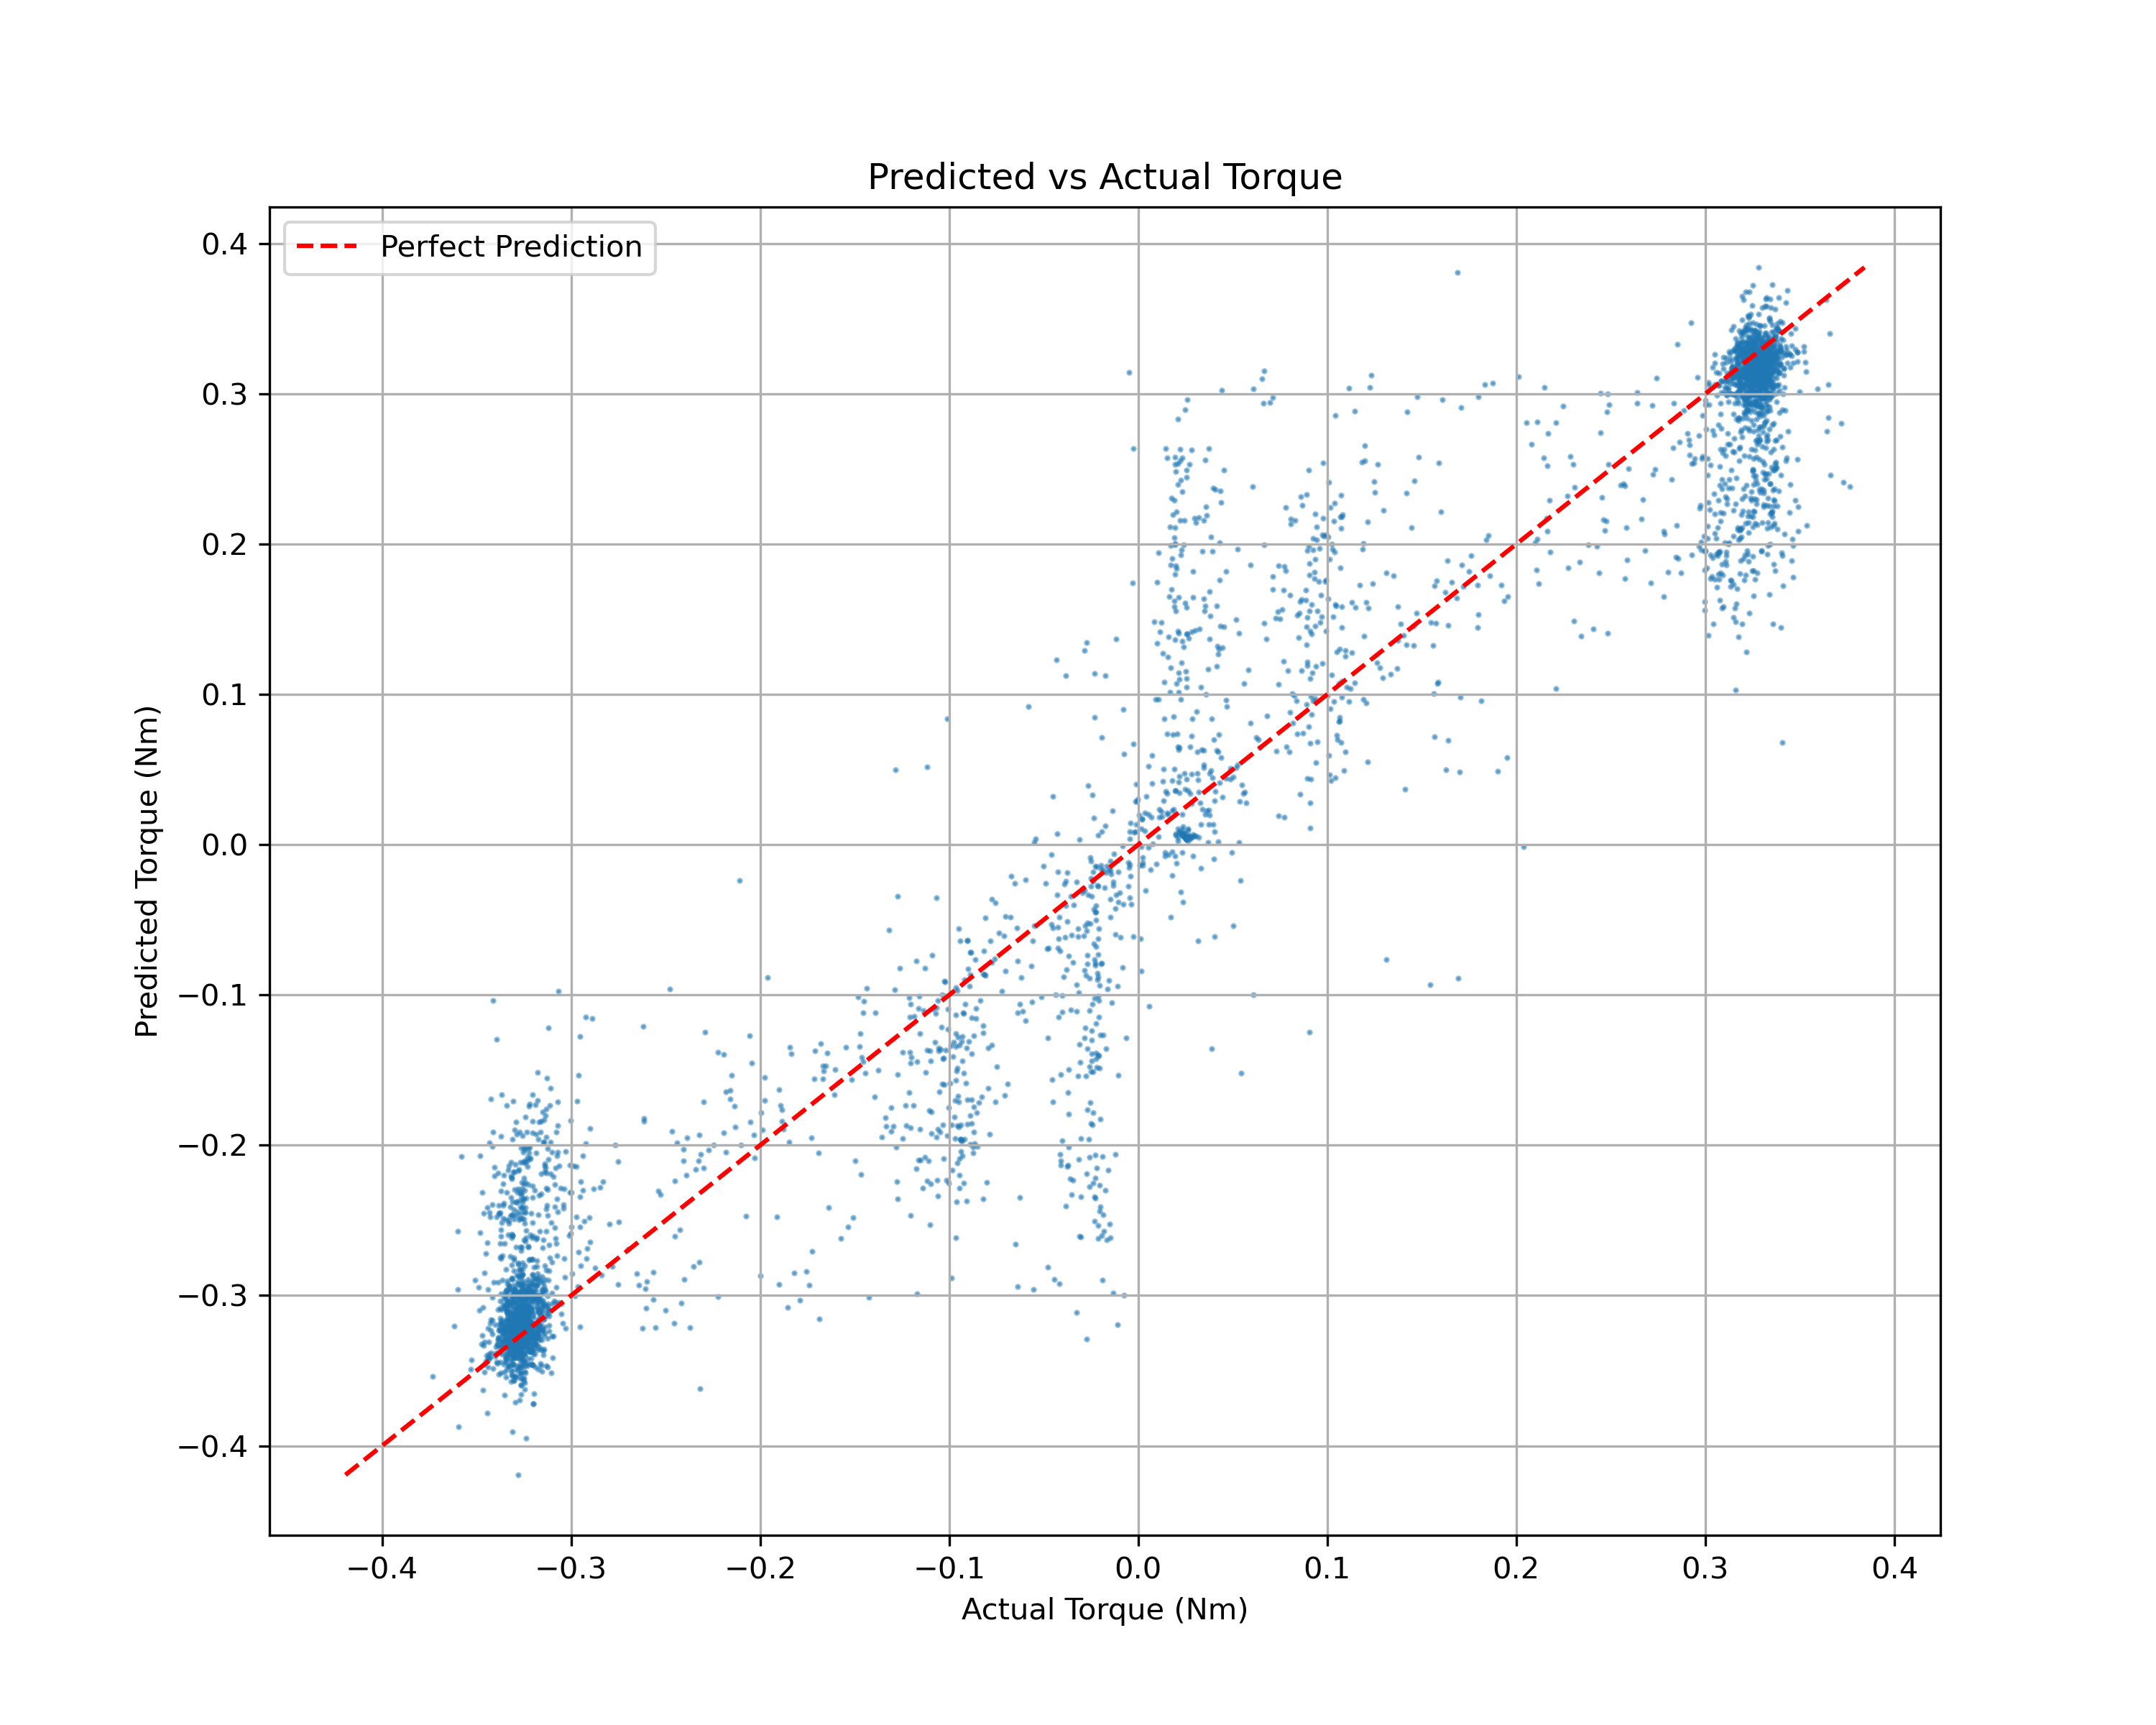 Predicted vs Actual Torque
Perfect Prediction
0.4
0.3
0.2
0.1
0.0
−0.1
−0.2
−0.3
−0.4
Predicted Torque (Nm)
−0.4 −0.3 −0.2 −0.1 0.0 0.1 0.2 0.3 0.4
Actual Torque (Nm)